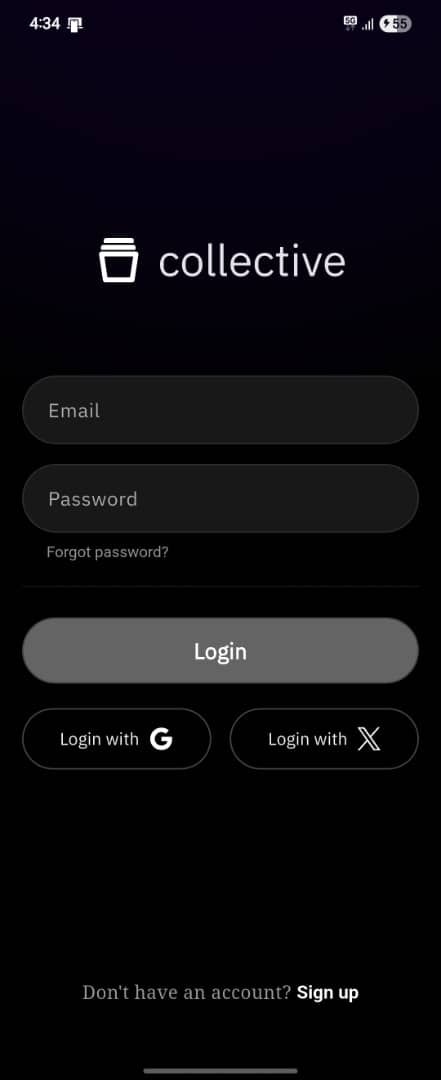 4:34 5G 55
collective
Email
Password
Forgot password?
Login
Login with G Login with X
Don't have an account? Sign up